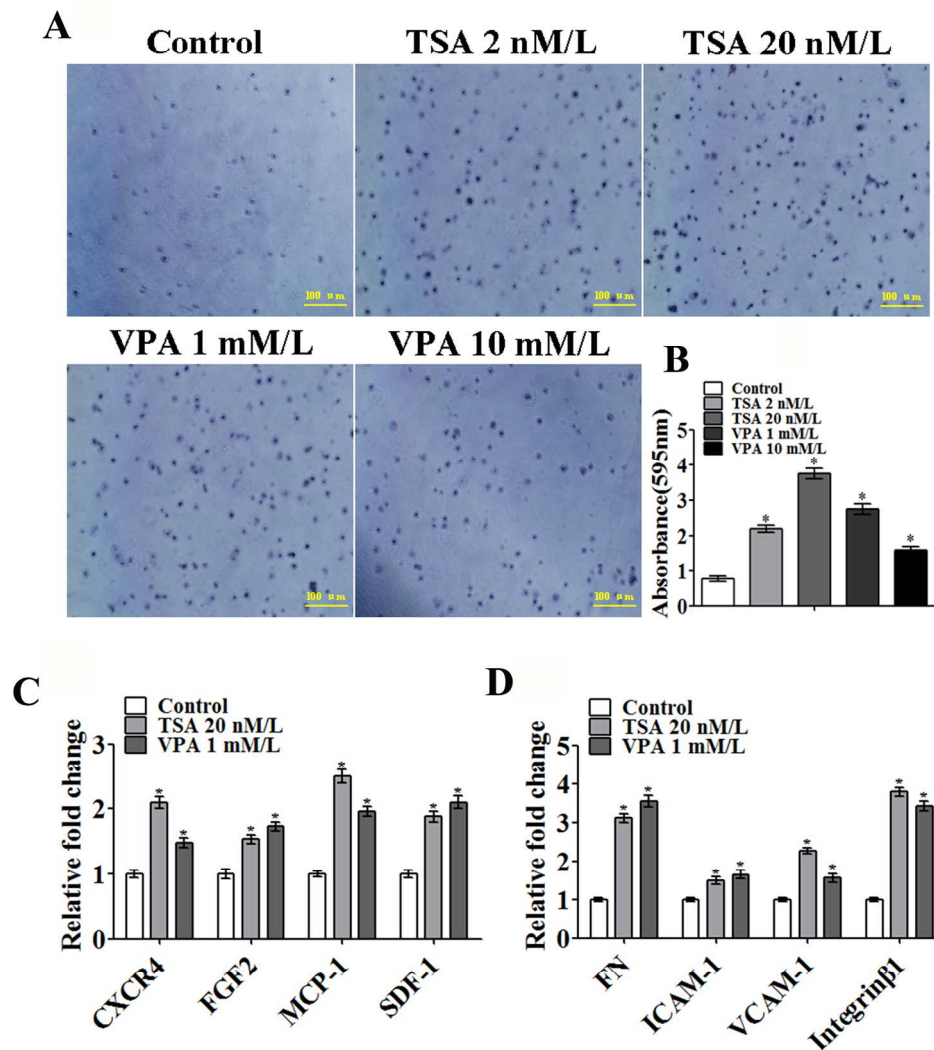 A
Control
TSA 2 nM/L
TSA 20 nM/L
100 μm
100 μm
100 μm
VPA 1 mM/L
VPA 10 mM/L
100 μm
100 μm
B
Control
TSA 2 nM/L
TSA 20 nM/L
VPA 1 mM/L
VPA 10 mM/L
Absorbance(595nm)
5
4
3
2
1
0
*
*
*
*
C
Control
TSA 20 nM/L
VPA 1 mM/L
Relative fold change
3
2
1
0
*
*
*
*
*
*
*
*
CXCR4
FGF2
MCP-1
SDF-1
D
Control
TSA 20 nM/L
VPA 1 mM/L
Relative fold change
5
4
3
2
1
0
*
*
*
*
*
*
*
*
FN
ICAM-1
VCAM-1
Integrinβ1